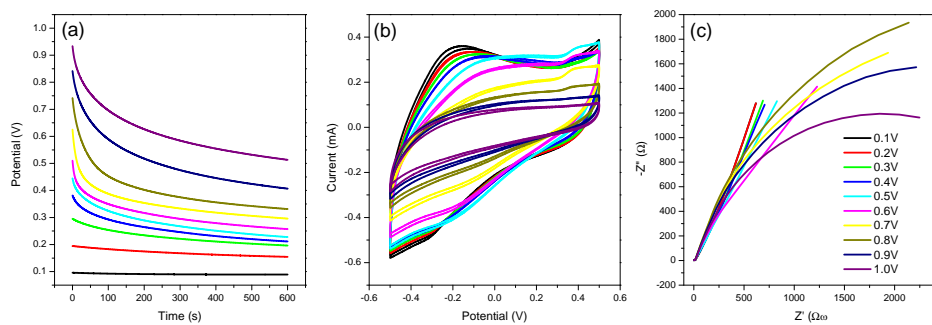 (a)
Potential (V)
1.0
0.9
0.8
0.7
0.6
0.5
0.4
0.3
0.2
0.1
0 100 200 300 400 500 600
Time (s)
(b)
Current (mA)
0.6
0.4
0.2
0.0
-0.2
-0.4
-0.6
-0.8
-0.6 -0.4 -0.2 0.0 0.2 0.4 0.6
Potential (V)
(c)
-Z" (Ω)
2000
1800
1600
1400
1200
1000
800
600
400
200
0
0 500 1000 1500 2000
Z' (Ωω
0.1V
0.2V
0.3V
0.4V
0.5V
0.6V
0.7V
0.8V
0.9V
1.0V